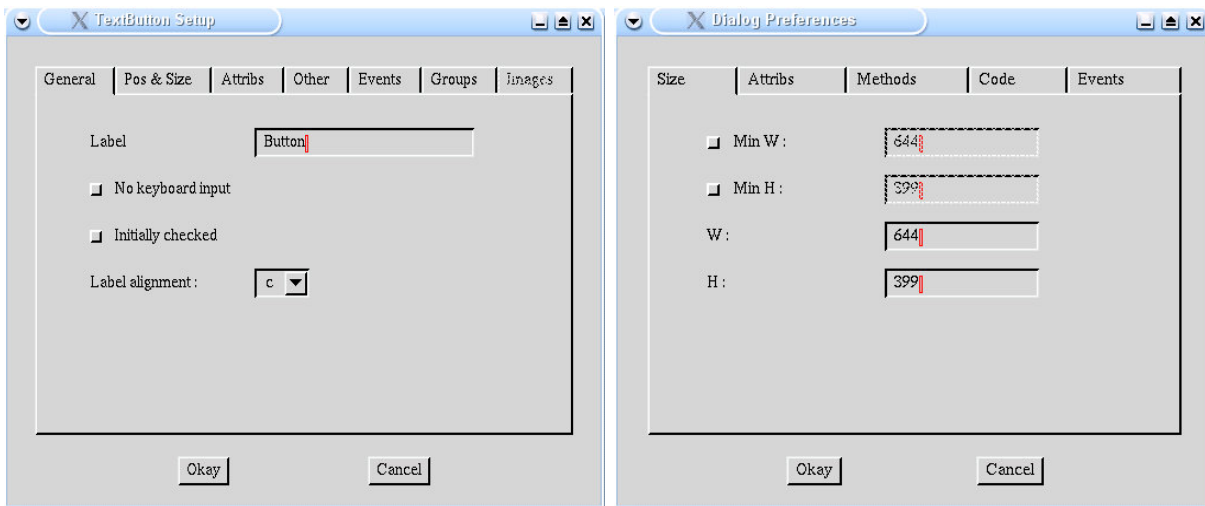 TextButton Setup
General Pos & Size Attribs Other Events Groups Images
Label Button
No keyboard input
Initially checked
Label alignment : c
Okay Cancel
Dialog Preferences
Size Attribs Methods Code Events
Min W : 644
Min H : 399
W : 644
H : 399
Okay Cancel